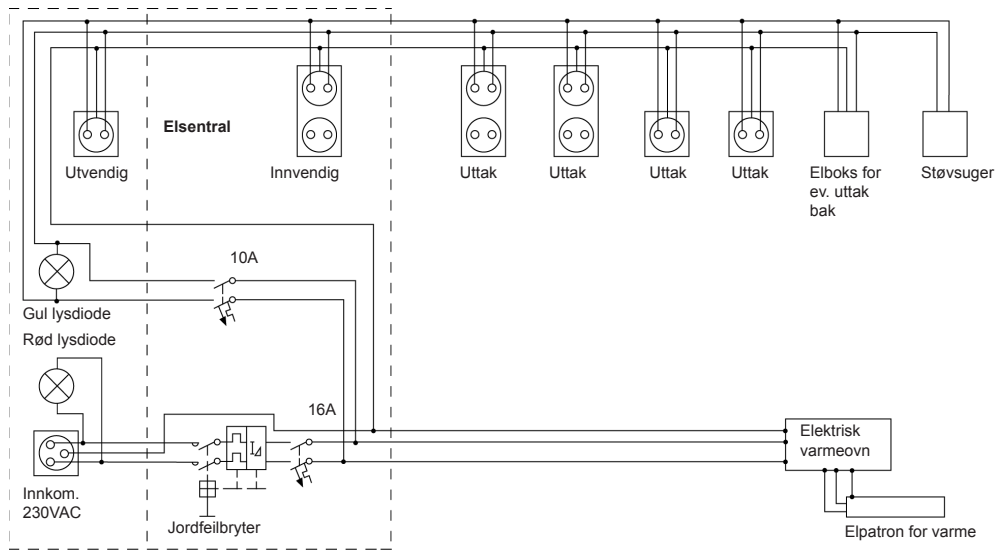 Elsentral
Utvendig
Innvendig
Uttak
Uttak
Uttak
Uttak
Elboks for
ev. uttak
bak
Støvsuger
10A
Gul lysdiode
Rød lysdiode
16A
Elektrisk
varmeovn
Innkom.
230VAC
Jordfeilbryter
Elpatron for varme